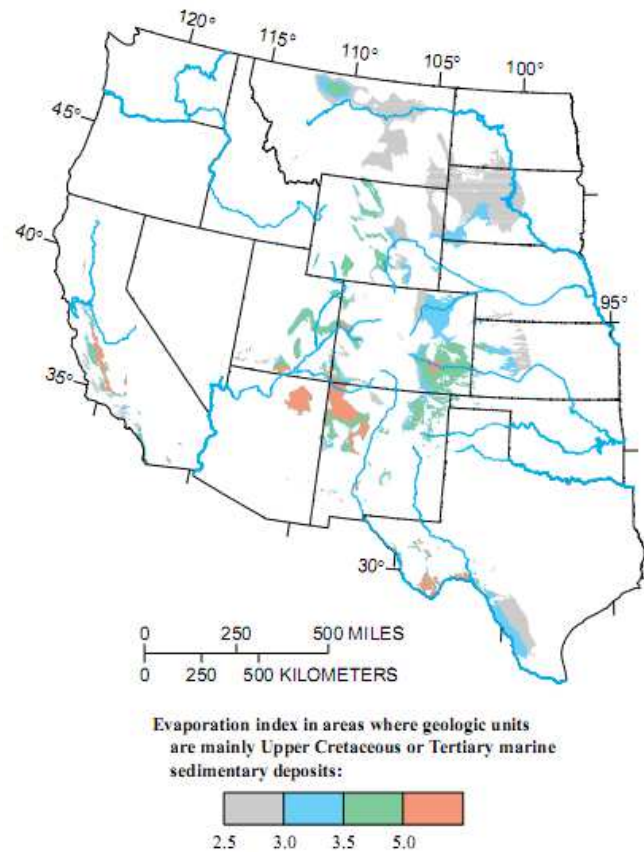 120°
115°
110°
105°
100°
45°
40°
95°
35°
30°
0 250 500 MILES
0 250 500 KILOMETERS
Evaporation index in areas where geologic units
are mainly Upper Cretaceous or Tertiary marine
sedimentary deposits:
2.5 3.0 3.5 5.0